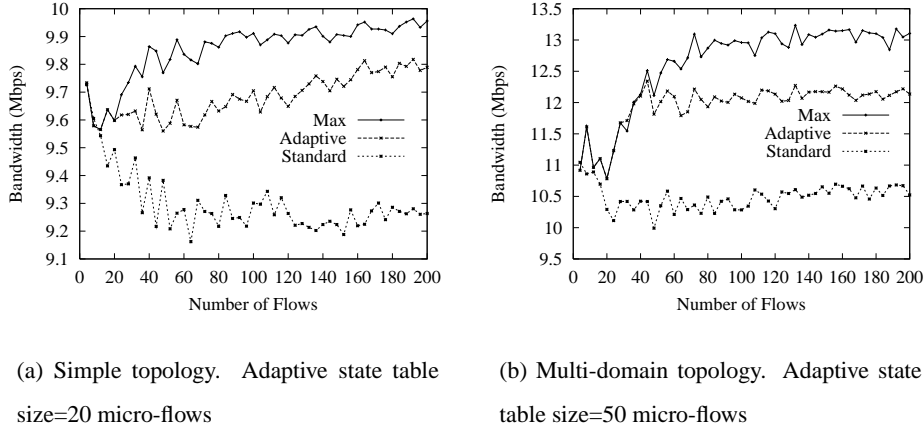 10
9.9
9.8
9.7
9.6
9.5
9.4
9.3
9.2
9.1
Bandwidth (Mbps)
0 20 40 60 80 100 120 140 160 180 200
Number of Flows
Max
Adaptive
Standard
13.5
13
12.5
12
11.5
11
10.5
10
9.5
Bandwidth (Mbps)
0 20 40 60 80 100 120 140 160 180 200
Number of Flows
Max
Adaptive
Standard
(a) Simple topology. Adaptive state table
size=20 micro-flows
(b) Multi-domain topology. Adaptive state
table size=50 micro-flows